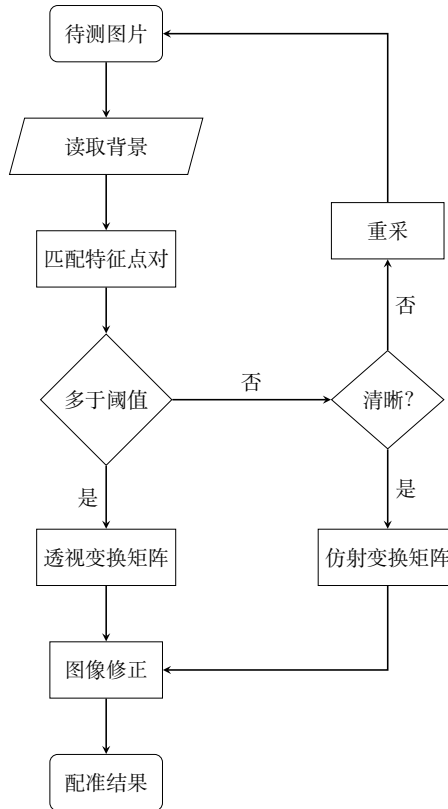 待测图片
读取背景
匹配特征点对
重采
否
多于阈值
否
清晰?
是
是
透视变换矩阵
仿射变换矩阵
图像修正
配准结果